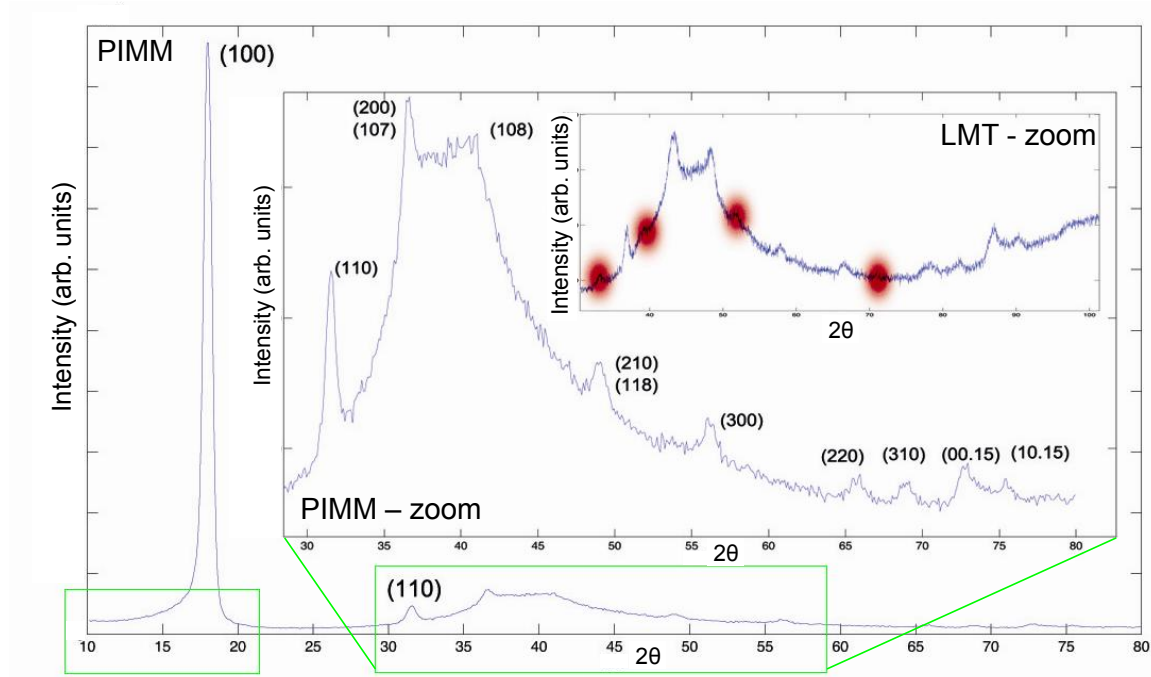 PIMM
(100)
Intensity (arb. units)
(200)
(107)
(108)
(110)
Intensity (arb. units)
(210)
(118)
(300)
(220)
(310)
(00.15)
(10.15)
PIMM – zoom
30 35 40 45 50 55 60 65 70 75 80
2θ
LMT - zoom
Intensity (arb. units)
40 50 60 70 80 90 100
2θ
(110)
10 15 20 25 30 35 40 45 50 55 60 65 70 75 80
2θ